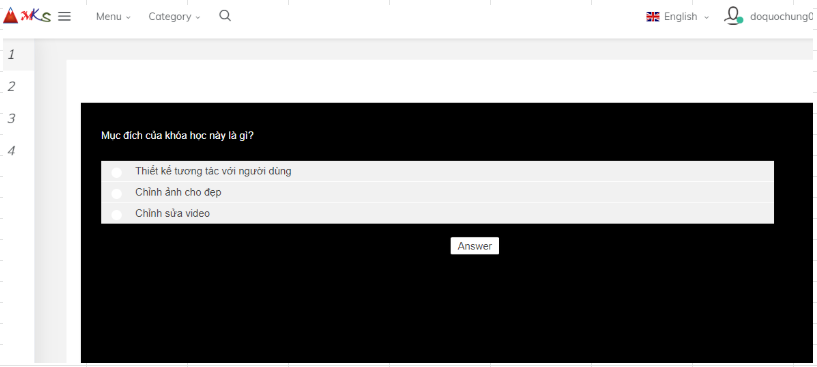 MKS Menu Category English doquochung0
1
2
3
4
Mục đích của khóa học này là gì?
Thiết kế tương tác với người dùng
Chỉnh ảnh cho đẹp
Chỉnh sửa video
Answer